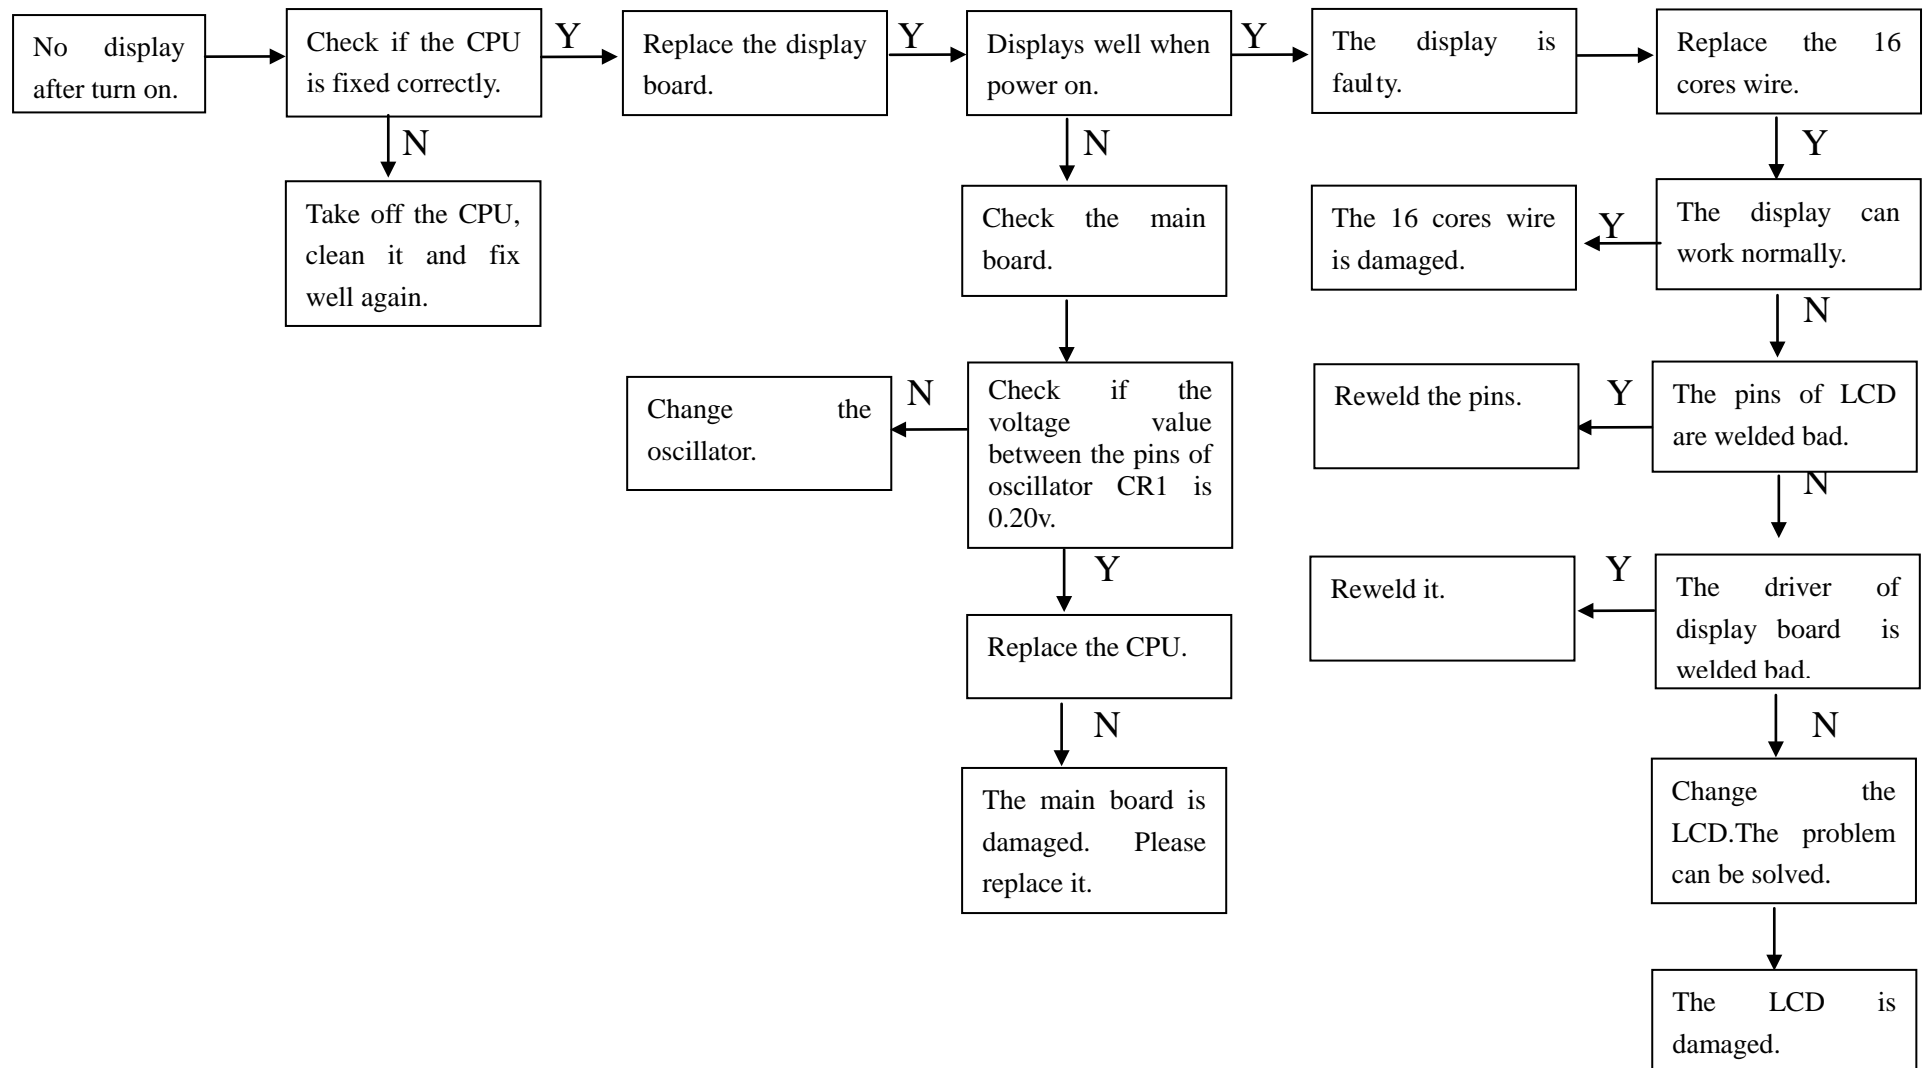 No display
after turn on.
Check if the CPU
is fixed correctly.
Y
Replace the display
board.
Y
Displays well when
power on.
Y
The display is
faulty.
Replace the 16
cores wire.
N
Take off the CPU,
clean it and fix
well again.
N
Check the main
board.
Y
The 16 cores wire
is damaged.
Y
The display can
work normally.
N
Change the
oscillator.
N
Check if the
voltage value
between the pins of
oscillator CR1 is
0.20v.
Reweld the pins.
Y
The pins of LCD
are welded bad.
N
Y
Replace the CPU.
N
The main board is
damaged. Please
replace it.
Reweld it.
Y
The driver of
display board is
welded bad.
N
Change the
LCD.The problem
can be solved.
The LCD is
damaged.